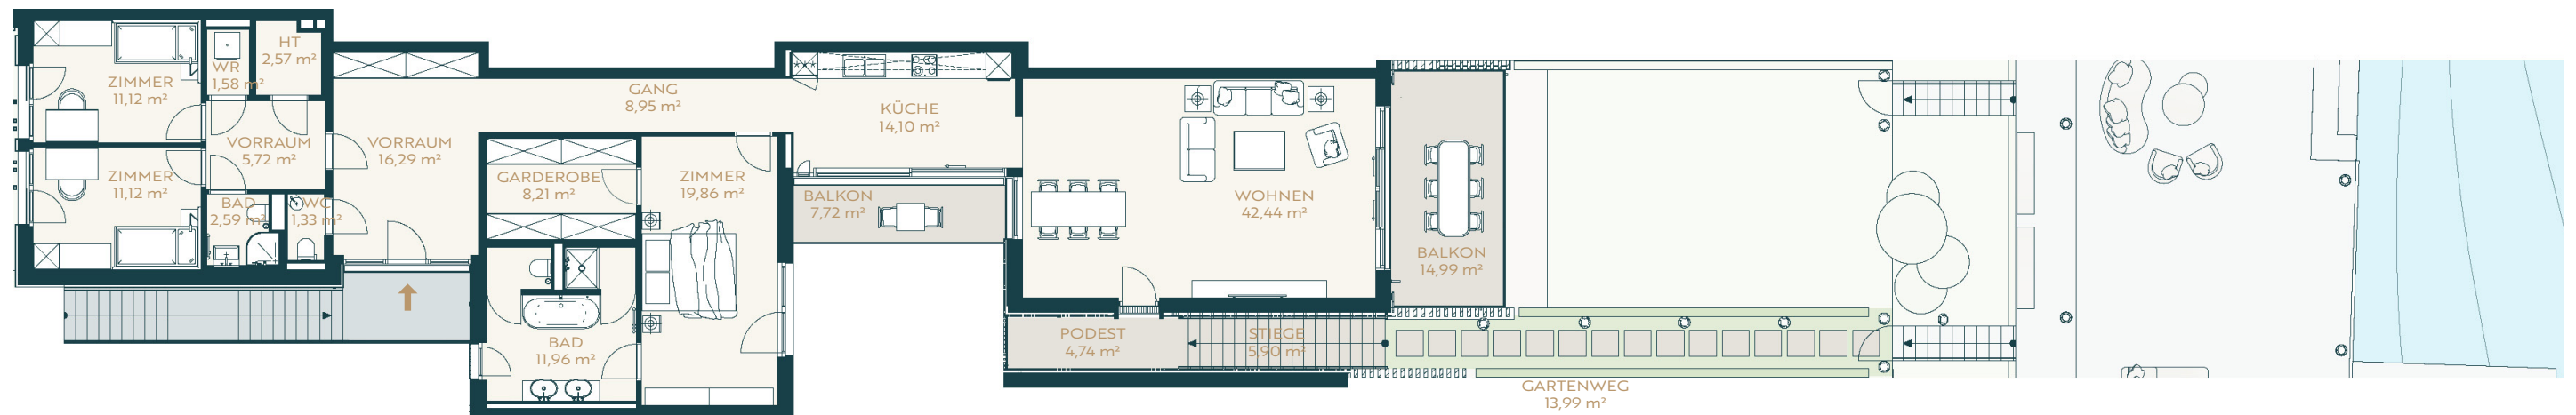 ZIMMER
11,12 m²
WR
1,58 m²
HT
2,57 m²
VORRAUM
5,72 m²
ZIMMER
11,12 m²
BAD
2,59 m²
WC
1,33 m²
VORRAUM
16,29 m²
GANG
8,95 m²
GARDEROBE
8,21 m²
ZIMMER
19,86 m²
BAD
11,96 m²
KÜCHE
14,10 m²
BALKON
7,72 m²
WOHNEN
42,44 m²
BALKON
14,99 m²
PODEST
4,74 m²
STIEGE
5,90 m²
GARTENWEG
13,99 m²